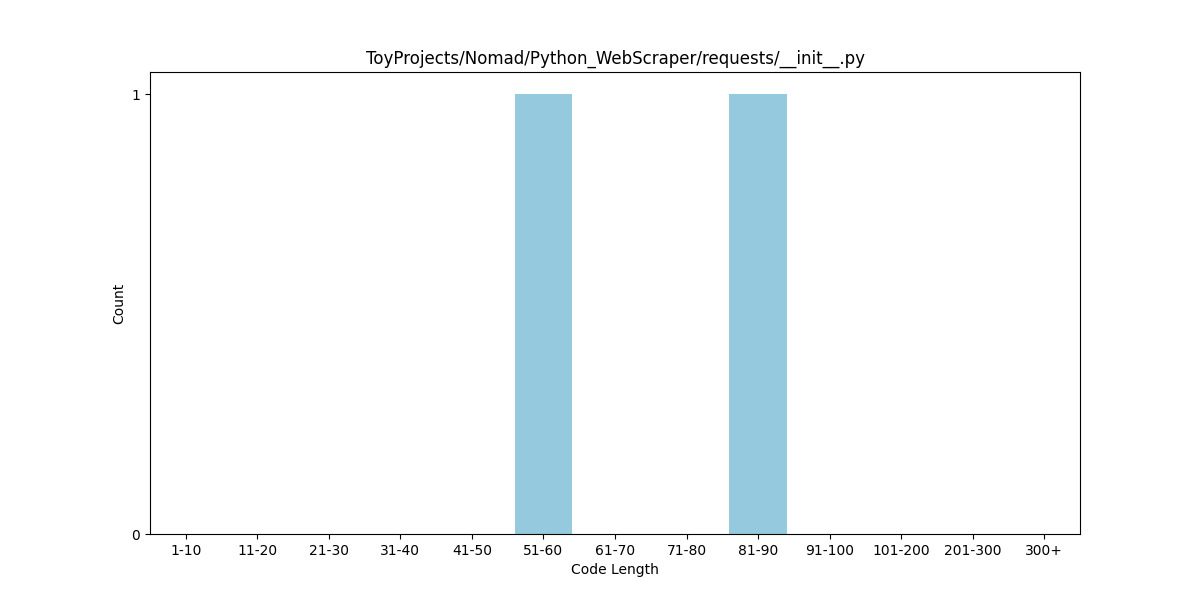 ToyProjects/Nomad/Python_WebScraper/requests/__init__.py
1
0
Count
1-10 11-20 21-30 31-40 41-50 51-60 61-70 71-80 81-90 91-100 101-200 201-300 300+
Code Length